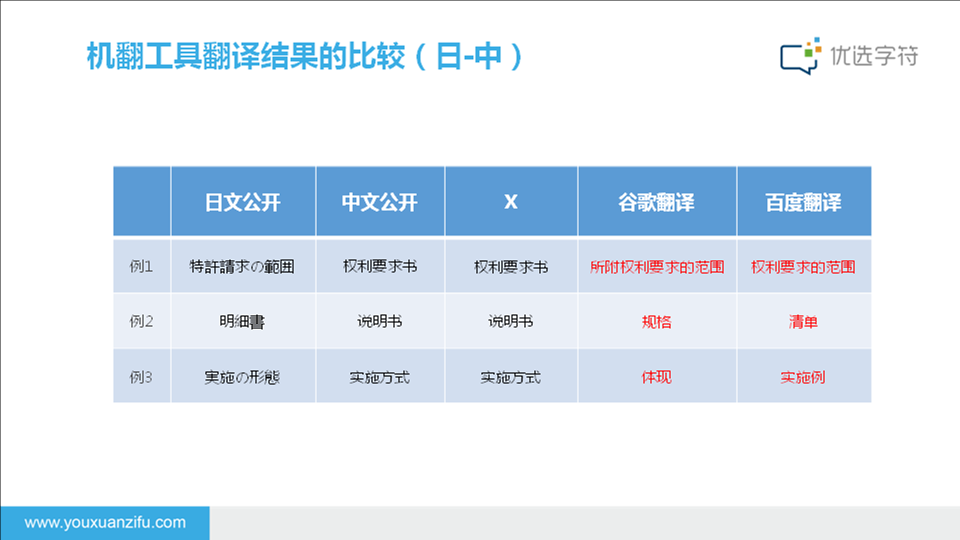 机翻工具翻译结果的比较（日-中）
优选字符
日文公开 中文公开 X 谷歌翻译 百度翻译
例1 特許請求の範囲 权利要求书 权利要求书 所附权利要求的范围 权利要求的范围
例2 明細書 说明书 说明书 规格 清单
例3 実施の形態 实施方式 实施方式 体现 实施例
www.youxuanzifu.com